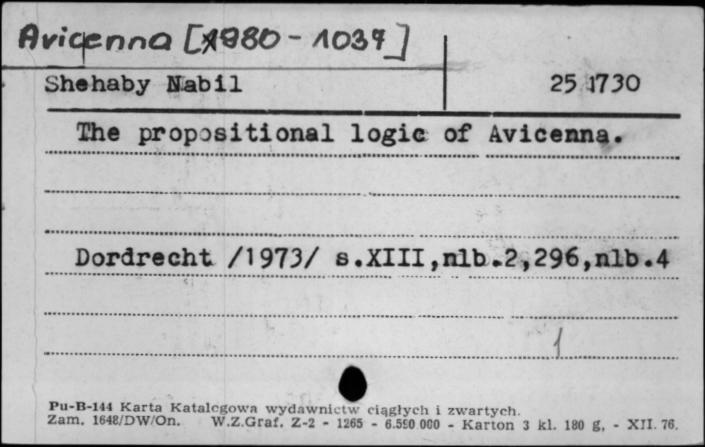 Avicenna [980-1037]
Shehaby Nabil 25 1730
The propositional logic of Avicenna.
Dordrecht /1973/ s.XIII,nlb.2,296,nlb.4
1
Pu-B-144 Karta Katalogowa wydawnictw ciągłych i zwartych.
Zam. 1648/DW/On. W.Z.Graf. Z-2 - 1265 - 6.550 000 - Karton 3 kl. 180 g, - XII. 76.